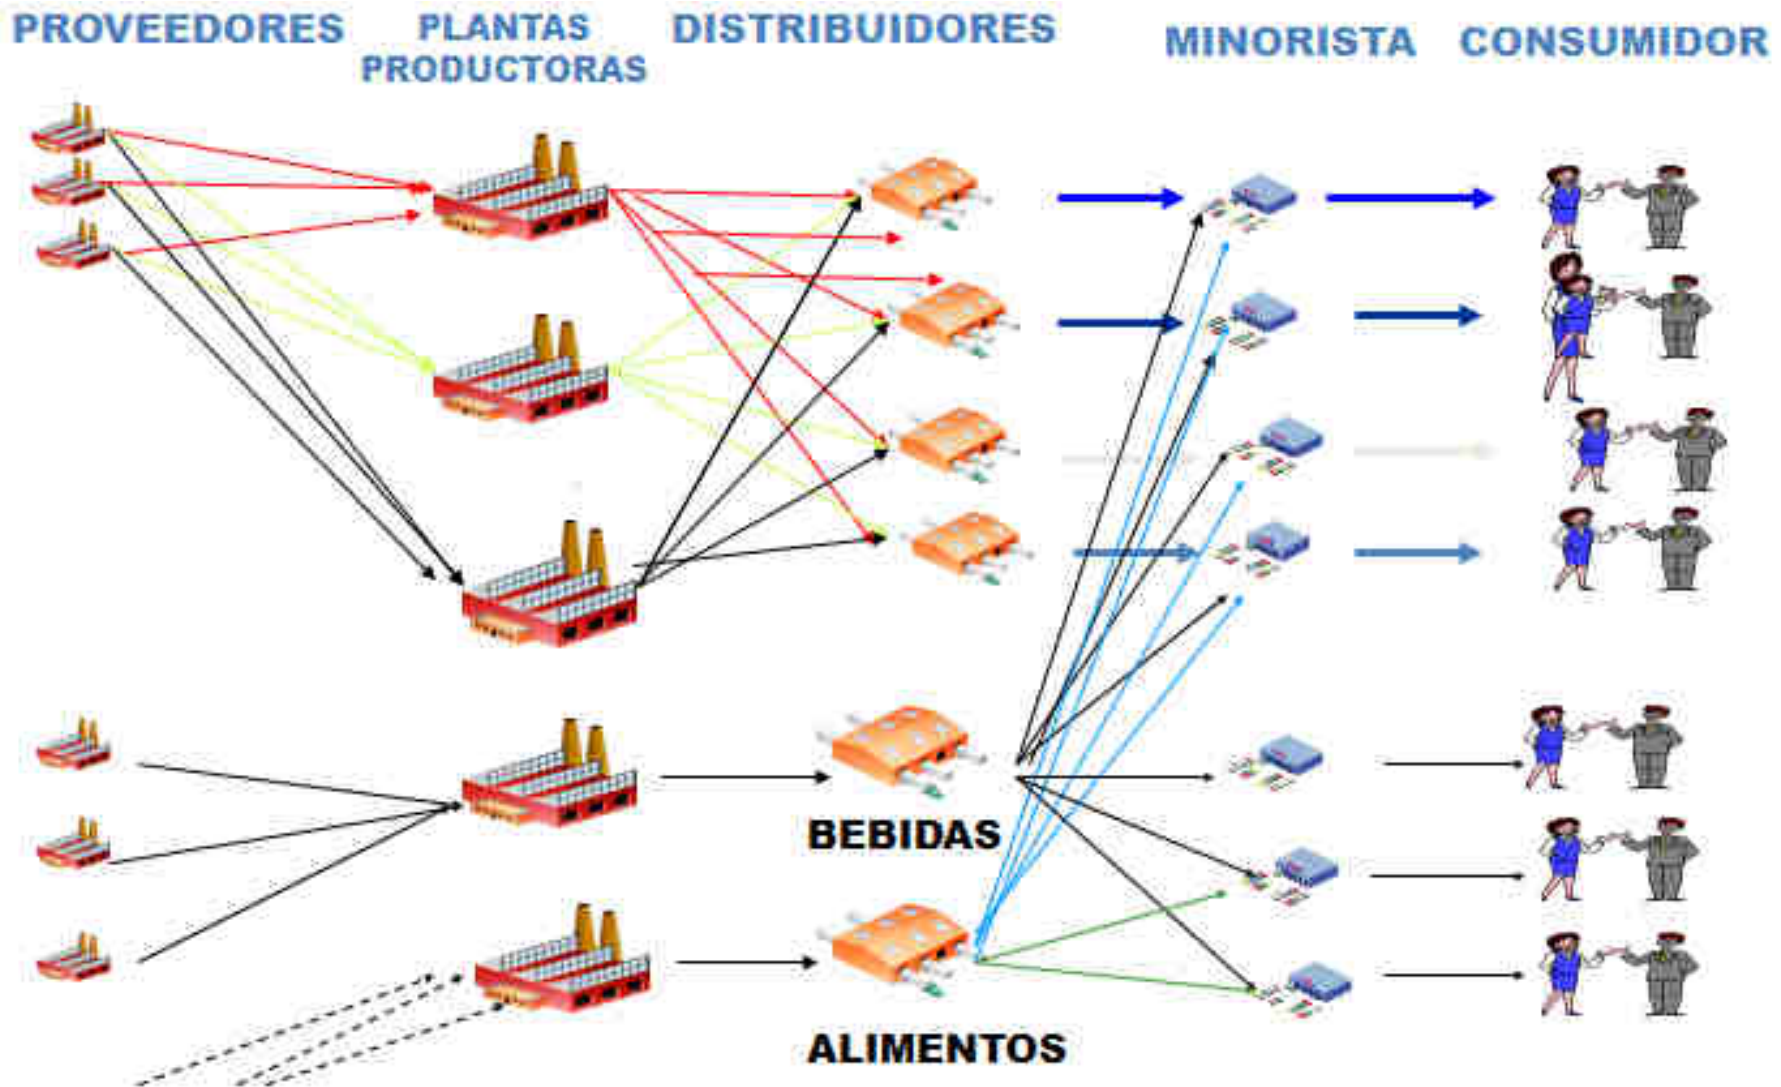 PROVEEDORES
PLANTAS
PRODUCTORAS
DISTRIBUIDORES
MINORISTA
CONSUMIDOR
BEBIDAS
ALIMENTOS